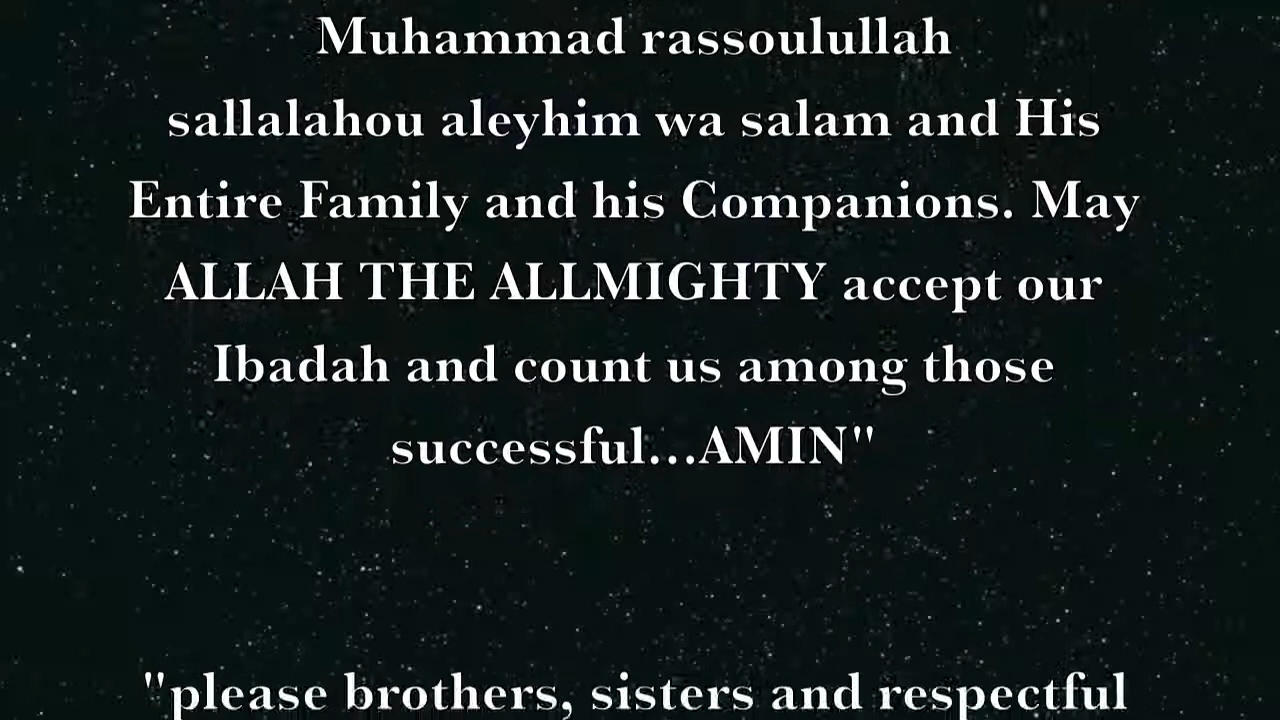 Muhammad rassoulullah
sallalahou aleyhim wa salam and His
Entire Family and his Companions. May
ALLAH THE ALLMIGHTY accept our
Ibadah and count us among those
successful...AMIN"
"please brothers, sisters and respectful